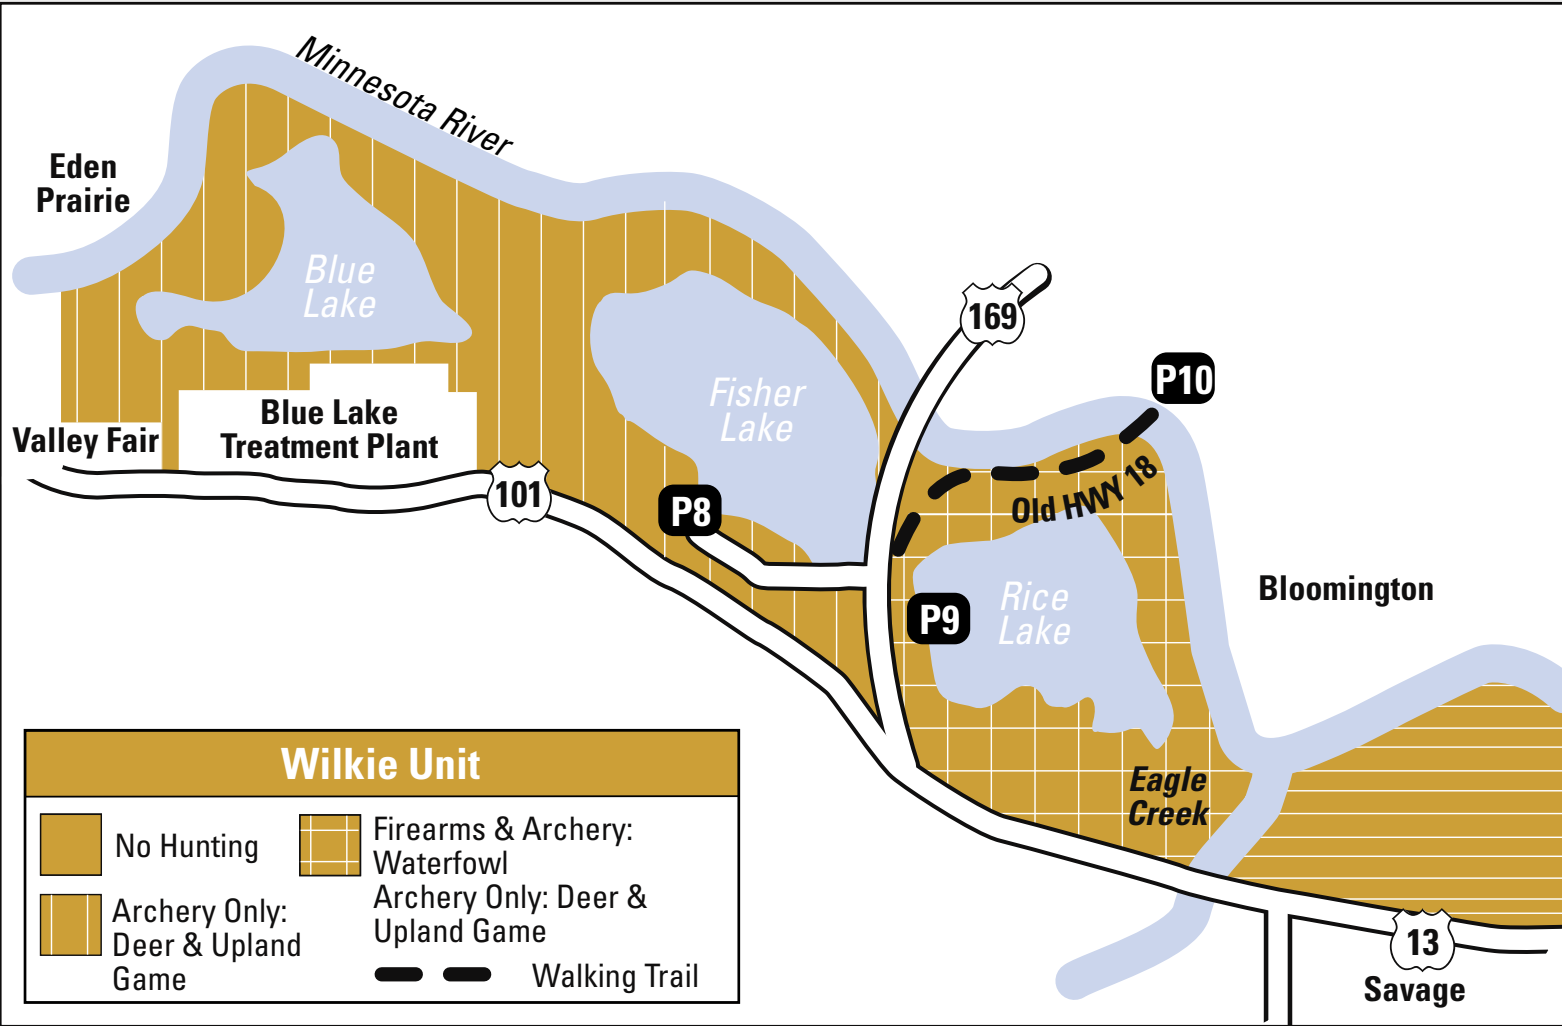 Minnesota River
Eden
Prairie
Blue
Lake
169
P10
Fisher
Lake
Blue Lake
Treatment Plant
Valley Fair
101
P8
Old HWY 18
Rice
Lake
P9
Bloomington
Eagle
Creek
13
Savage
Wilkie Unit
No Hunting
Archery Only:
Deer & Upland
Game
Firearms & Archery:
Waterfowl
Archery Only: Deer &
Upland Game
Walking Trail